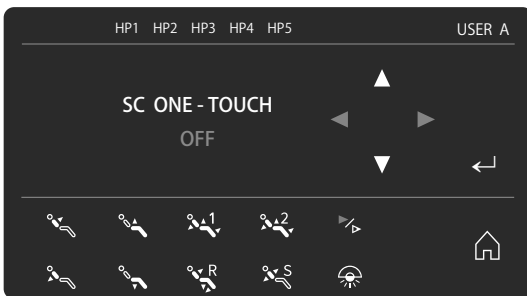 HP1 HP2 HP3 HP4 HP5 USER A
SC ONE - TOUCH
OFF
1 2
R S